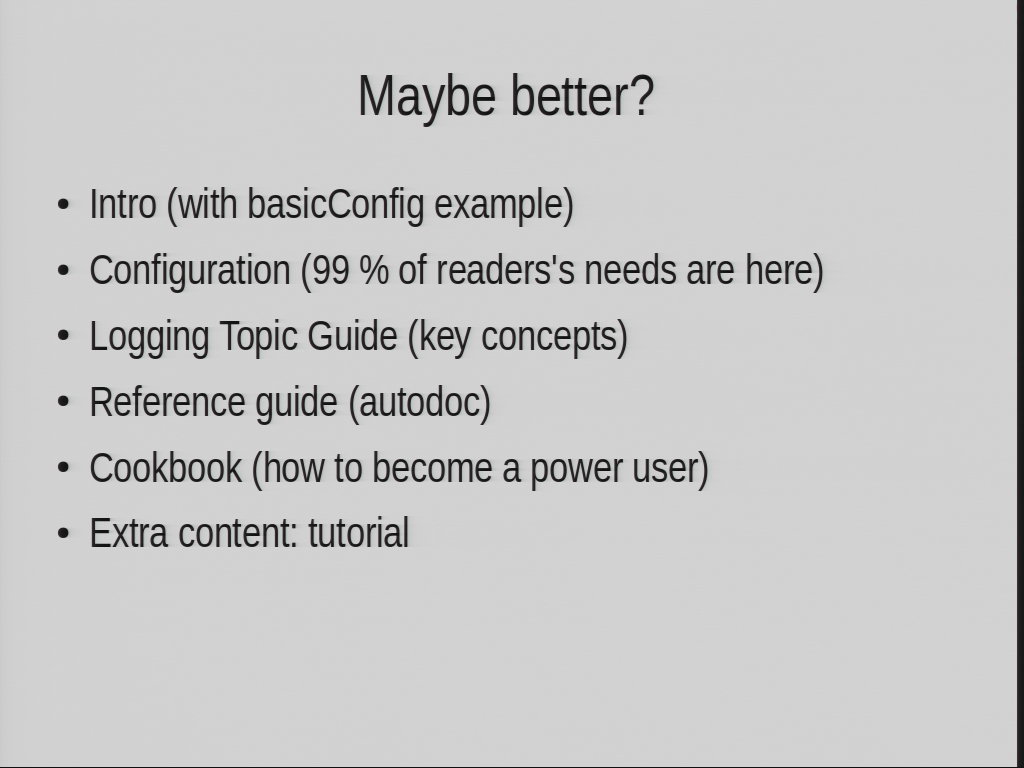 Maybe better?
• Intro (with basicConfig example)
• Configuration (99 % of readers's needs are here)
• Logging Topic Guide (key concepts)
• Reference guide (autodoc)
• Cookbook (how to become a power user)
• Extra content: tutorial